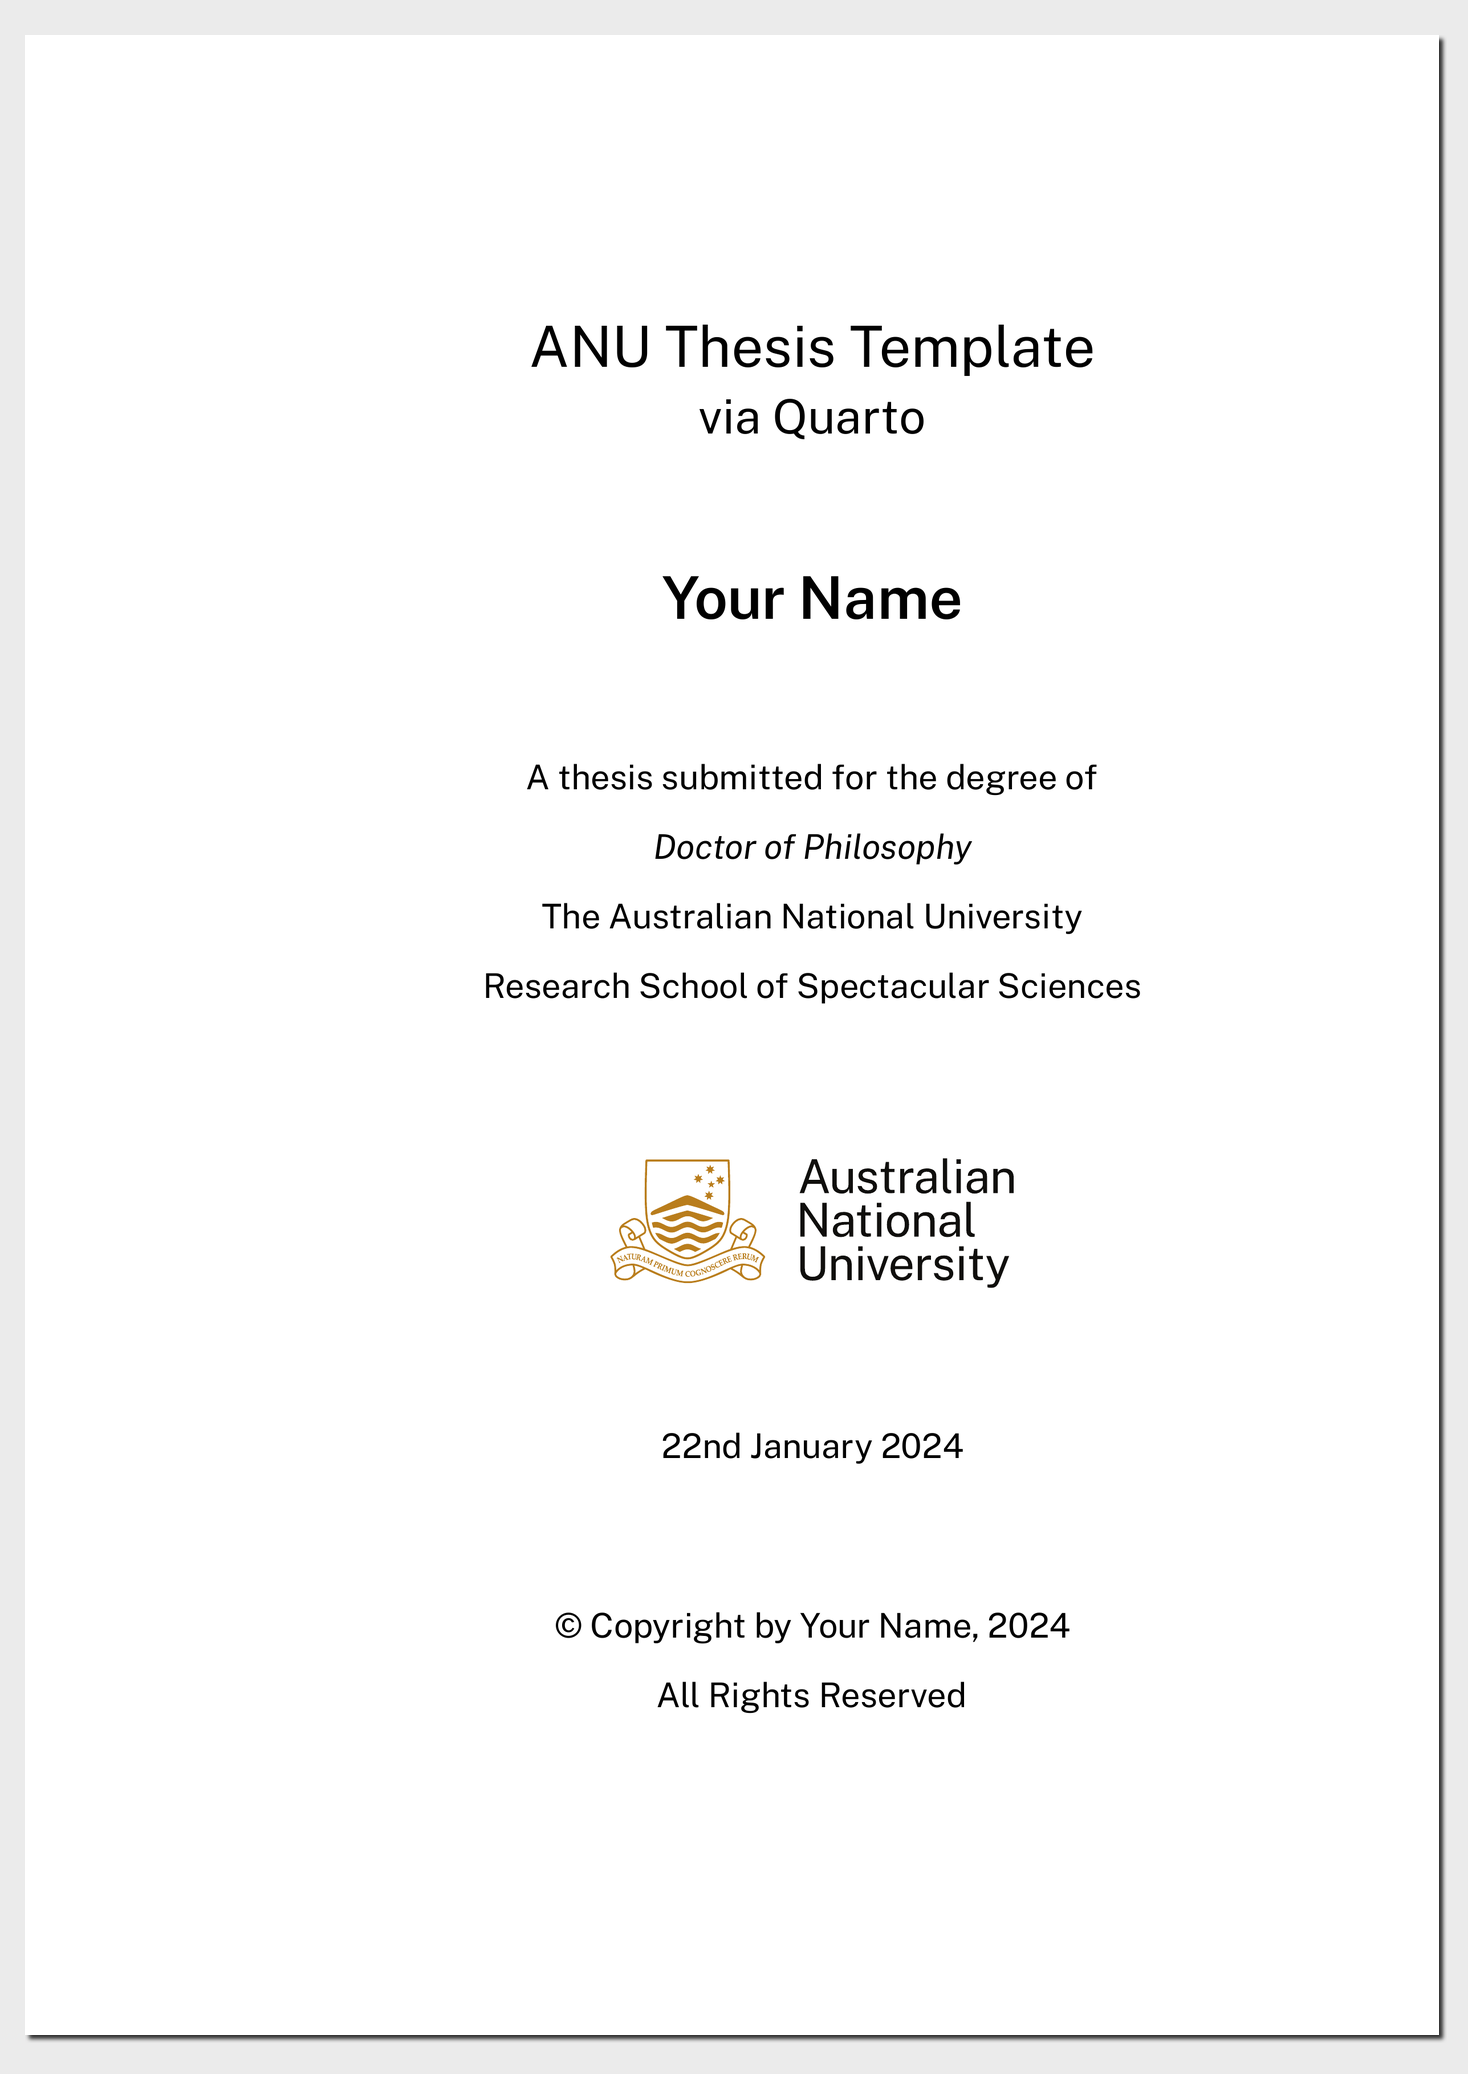 ANU Thesis Template
via Quarto
Your Name
A thesis submitted for the degree of
Doctor of Philosophy
The Australian National University
Research School of Spectacular Sciences
NATURAM PRIMUM COGNOSCERE RERUM
Australian
National
University
22nd January 2024
© Copyright by Your Name, 2024
All Rights Reserved